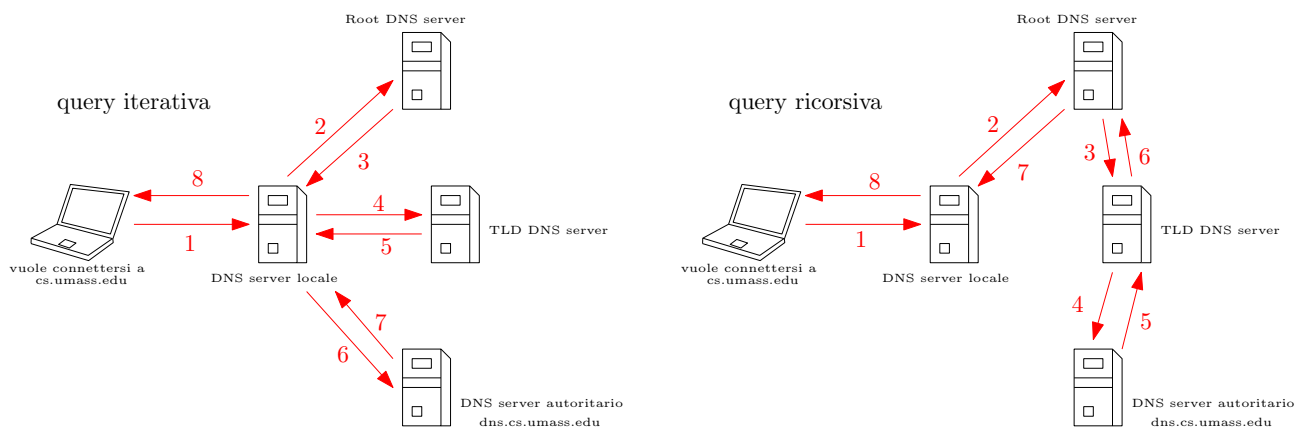 Root DNS server
query iterativa
2
3
8
1
4
5
TLD DNS server
vuole connettersi a
cs.umass.edu
DNS server locale
7
6
DNS server autoritario
dns.cs.umass.edu
Root DNS server
query ricorsiva
2
7
3
6
8
1
TLD DNS server
vuole connettersi a
cs.umass.edu
DNS server locale
4
5
DNS server autoritario
dns.cs.umass.edu